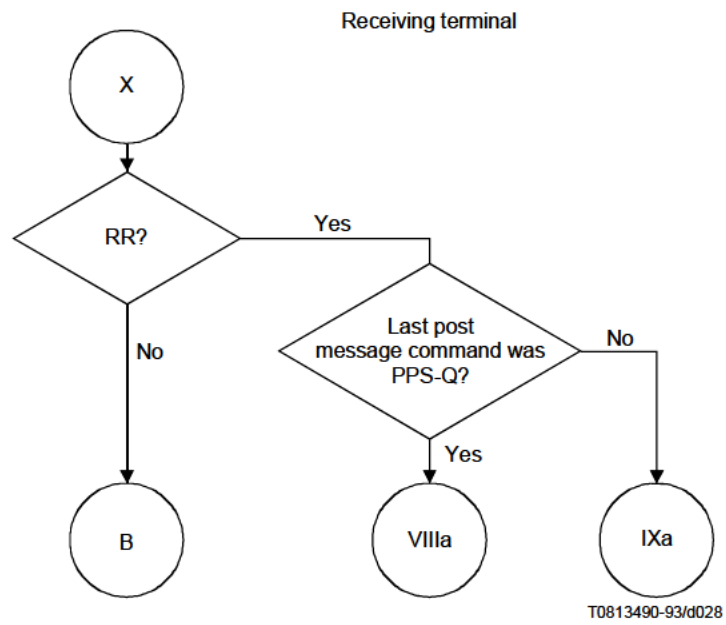 Receiving terminal
X
RR?
Yes
No
Last post
message command was
PPS-Q?
No
Yes
B
VIIIa
IXa
T0813490-93/d028